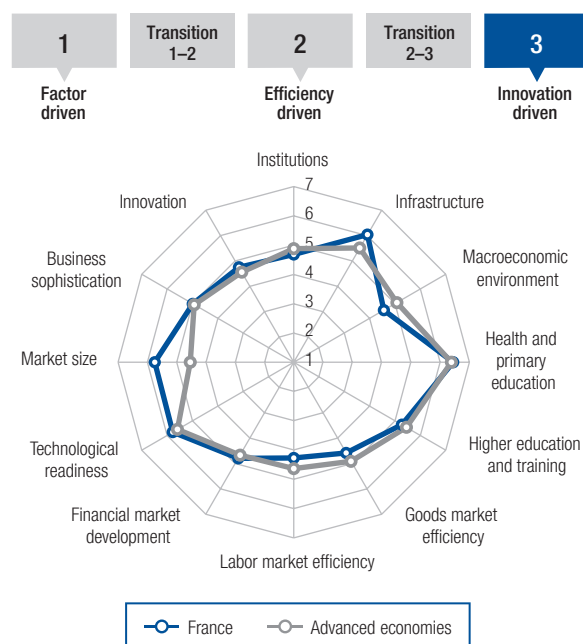 1
Transition
1–2
2
Transition
2–3
3
Factor
driven
Efficiency
driven
Innovation
driven
Institutions
7
6
5
4
3
2
1
Infrastructure
Macroeconomic
environment
Health and
primary
education
Higher education
and training
Goods market
efficiency
Labor market efficiency
Financial market
development
Technological
readiness
Market size
Business
sophistication
Innovation
France
Advanced economies